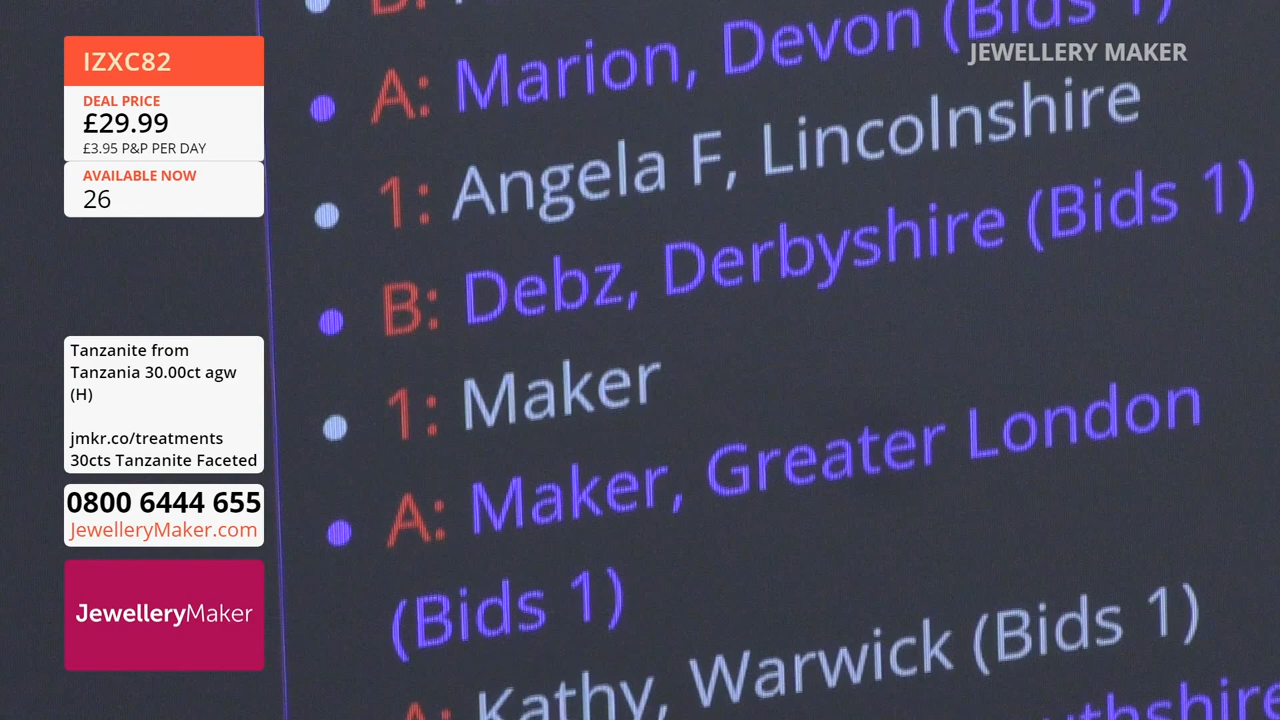 IZXC82
DEAL PRICE
£29.99
£3.95 P&P PER DAY
AVAILABLE NOW
26
Tanzanite from
Tanzania 30.00ct agw
(H)
jmkr.co/treatments
30cts Tanzanite Faceted
0800 6444 655
JewelleryMaker.com
JewelleryMaker
JEWELLERY MAKER
A: Marion, Devon (Bids 1)
1: Angela F, Lincolnshire
B: Debz, Derbyshire (Bids 1)
1: Maker
A: Maker, Greater London
(Bids 1)
A: Kathy, Warwick (Bids 1)